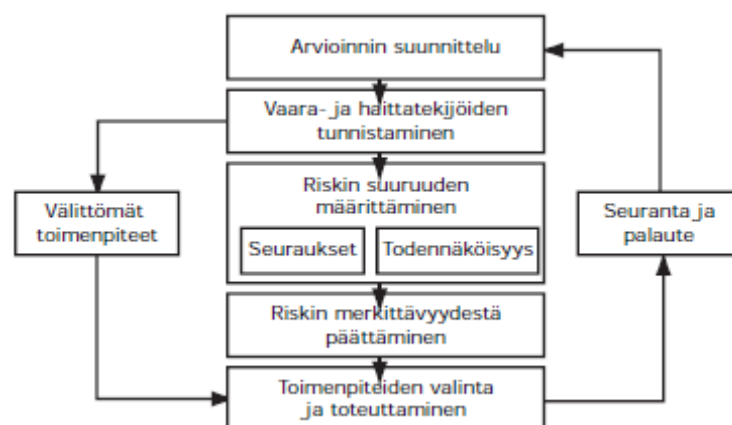 Arvioinnin suunnittelu
Vaara- ja haittatekijöiden
tunnistaminen
Riskin suuruuden
määrittäminen
Välittömät
toimenpiteet
Seuraukset
Todennäköisyys
Seuranta ja
palaute
Riskin merkittävyydestä
päättäminen
Toimenpiteiden valinta
ja toteuttaminen